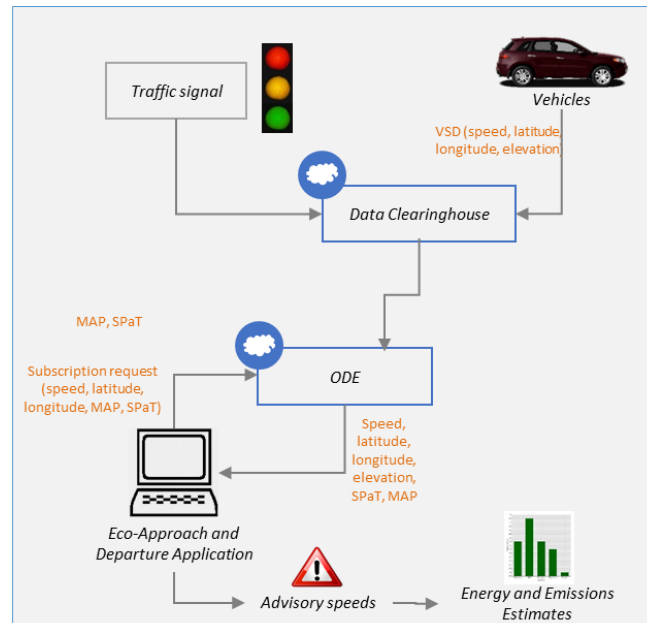 Traffic signal
Vehicles
VSD (speed, latitude,
longitude, elevation)
Data Clearinghouse
MAP, SPaT
Subscription request
(speed, latitude,
longitude, MAP, SPaT)
ODE
Speed,
latitude,
longitude,
elevation,
SPaT, MAP
Eco-Approach and
Departure Application
Advisory speeds
Energy and Emissions
Estimates